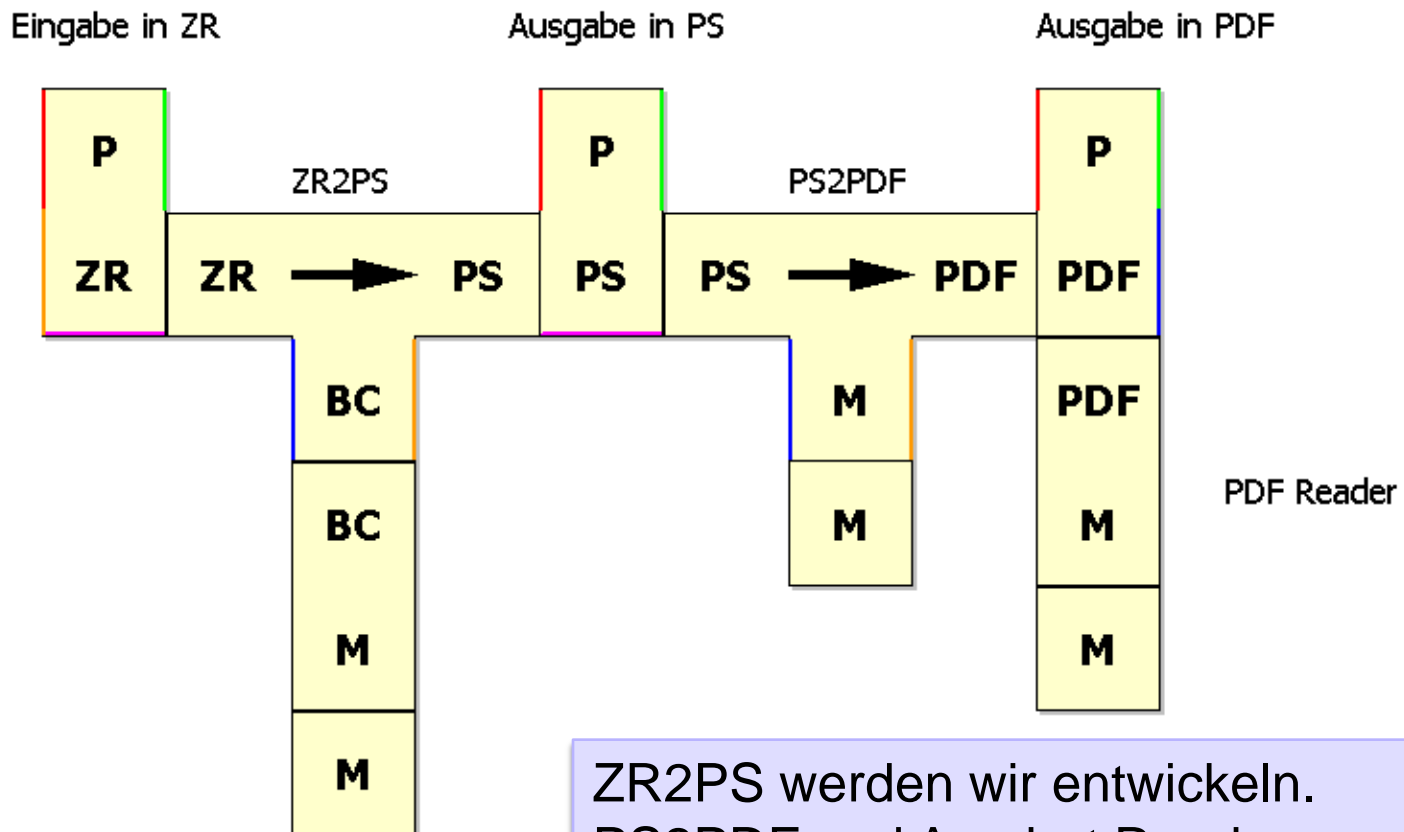 Eingabe in ZR
Ausgabe in PS
Ausgabe in PDF
P
P
P
ZR2PS
PS2PDF
ZR
ZR
PS
PS
PS
PDF
PDF
BC
M
PDF
BC
M
M
PDF Reader
M
M
M
ZR2PS werden wir entwickeln.